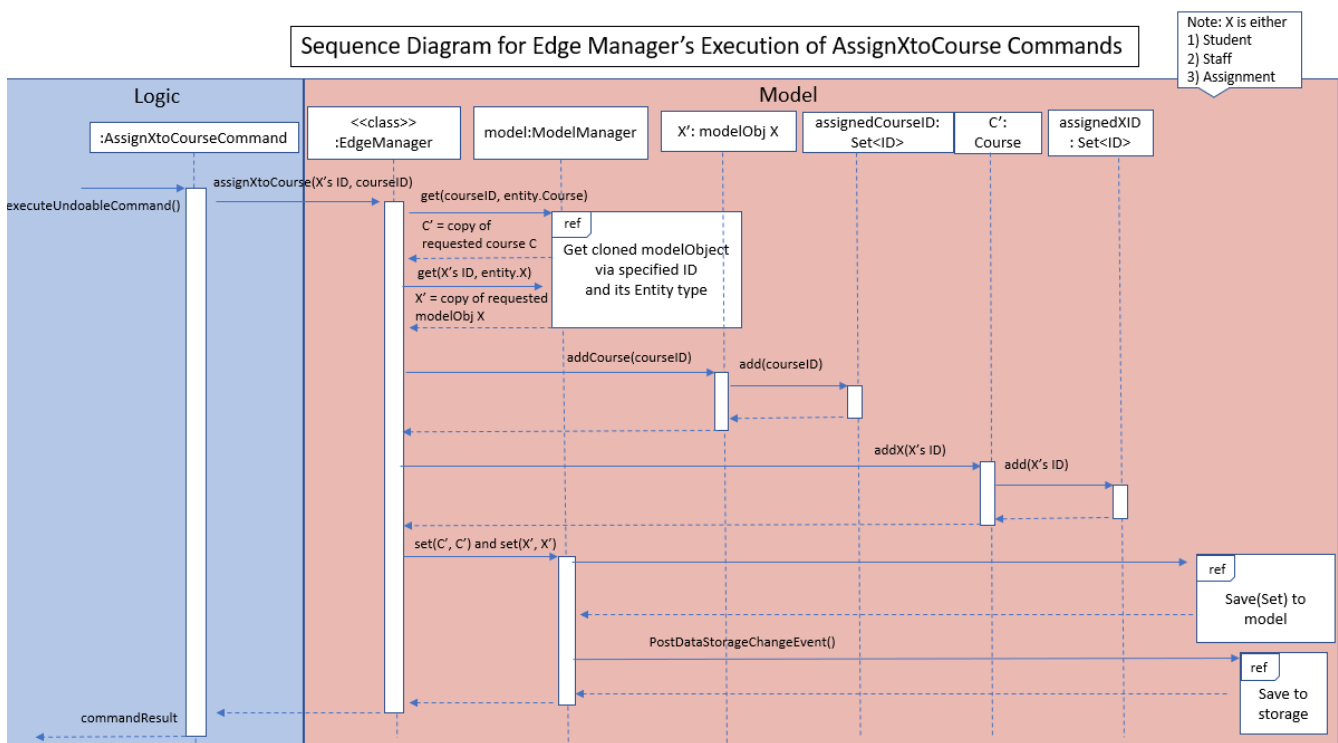 Note: X is either
1) Student
2) Staff
3) Assignment
Sequence Diagram for Edge Manager’s Execution of AssignXtoCourse Commands
Logic
Model
:AssignXtoCourseCommand
<<class>>
:EdgeManager
model:ModelManager
X’: modelObj X
assignedCourseID:
Set<ID>
C’:
Course
assignedXID
: Set<ID>
executeUndoableCommand()
assignXtoCourse(X’s ID, courseID)
get(courseID, entity.Course)
ref
Get cloned modelObject
via specified ID
and its Entity type
C’ = copy of
requested course C
get(X’s ID, entity.X)
X’ = copy of requested
modelObj X
addCourse(courseID)
add(courseID)
addX(X’s ID)
add(X’s ID)
set(C’, C’) and set(X’, X’)
ref
Save(Set) to
model
PostDataStorageChangeEvent()
ref
Save to
storage
commandResult